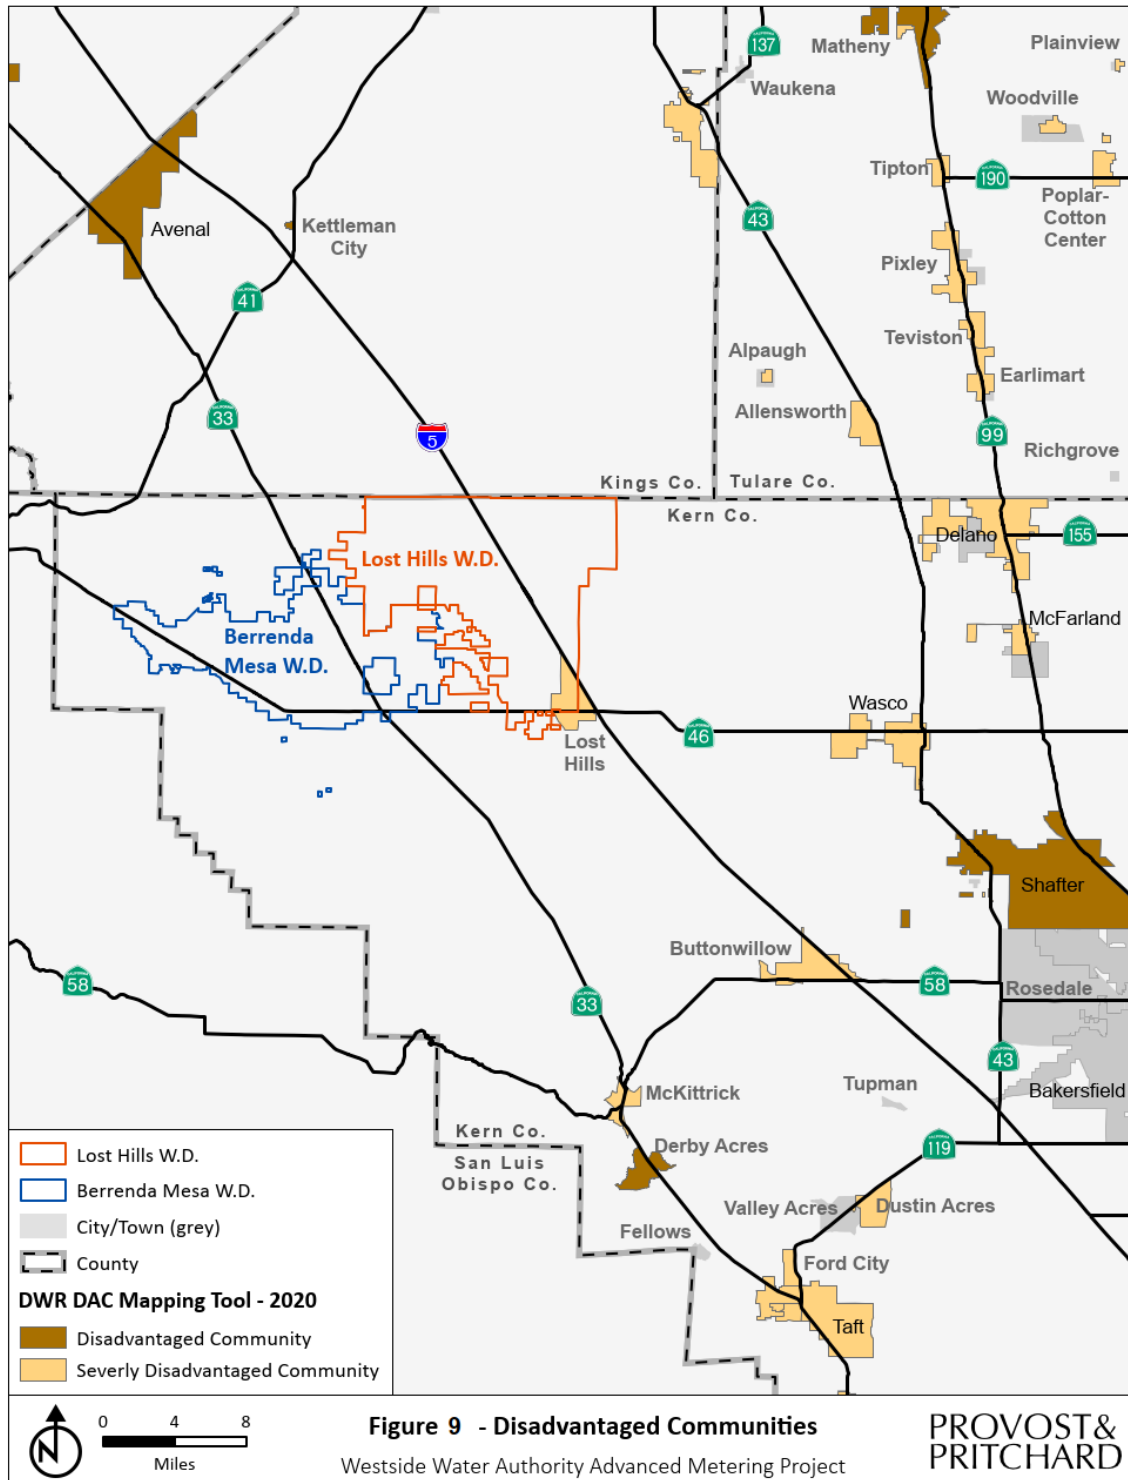 Matheny
Plainview
137
Waukena
Woodville
Tipton
190
Poplar-
Cotton
Center
43
Avenal
Kettleman
City
Pixley
41
Teviston
Alpaugh
Earlimart
Allensworth
33
5
99
Richgrove
Kings Co.
Tulare Co.
Kern Co.
Delano
155
Lost Hills W.D.
McFarland
Berrenda
Mesa W.D.
Wasco
46
Lost
Hills
Shafter
Buttonwillow
58
58
Rosedale
33
43
Tupman
Bakersfield
McKittrick
Kern Co.
San Luis
Obispo Co.
Derby Acres
119
Valley Acres
Dustin Acres
Fellows
Ford City
Taft
Lost Hills W.D.
Berrenda Mesa W.D.
City/Town (grey)
County
DWR DAC Mapping Tool - 2020
Disadvantaged Community
Severly Disadvantaged Community
N
0 4 8
Miles
Figure 9 - Disadvantaged Communities
Westside Water Authority Advanced Metering Project
PROVOST&
PRITCHARD